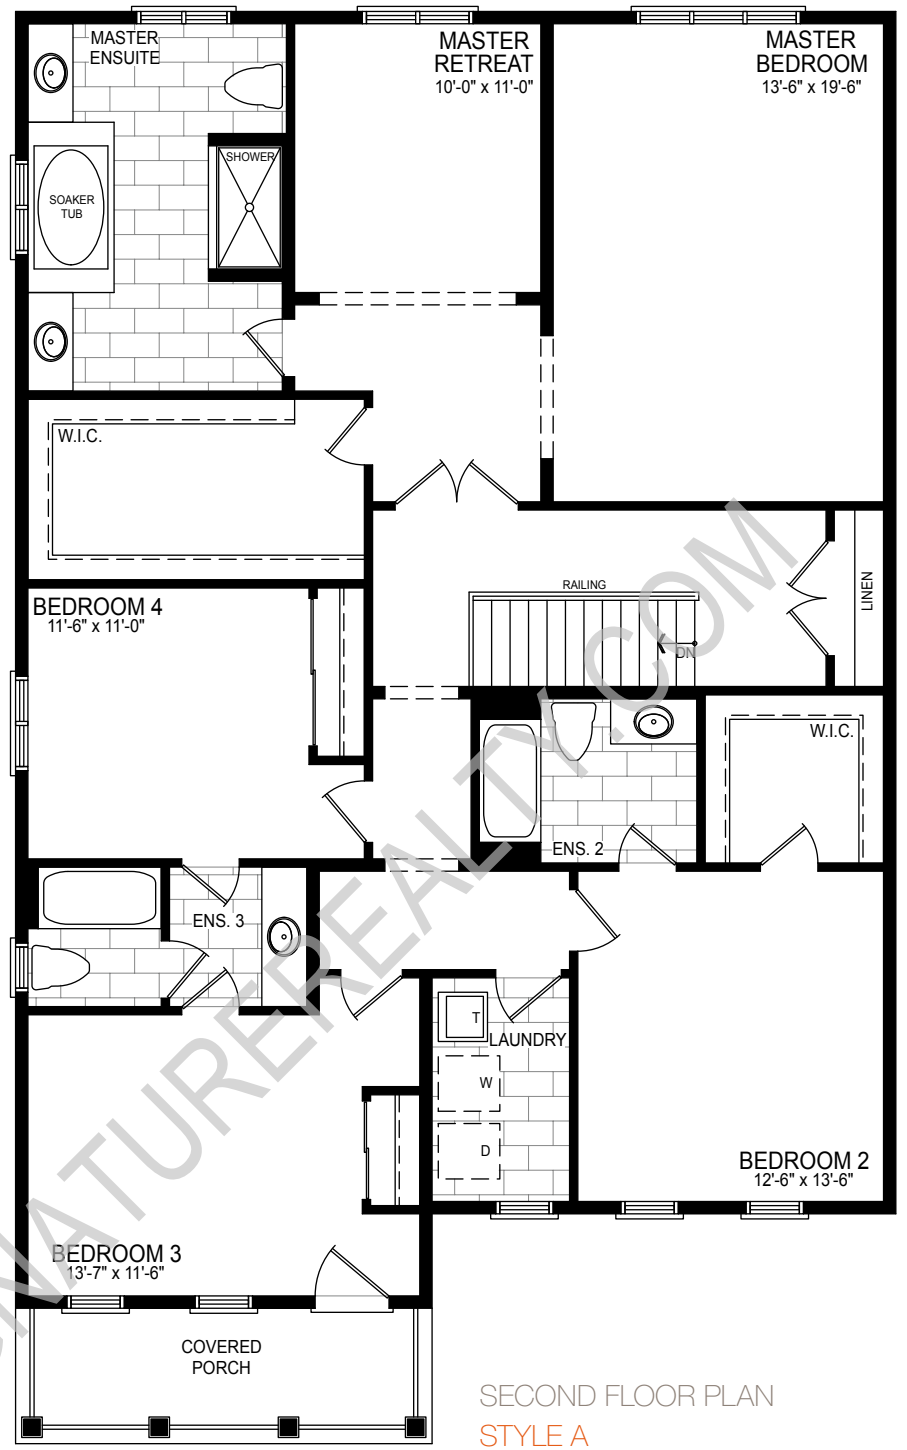 MASTER
ENSUITE
MASTER
RETREAT
10'-0" x 11'-0"
MASTER
BEDROOM
13'-6" x 19'-6"
SHOWER
SOAKER
TUB
W.I.C.
RAILING
LINEN
DN
BEDROOM 4
11'-6" x 11'-0"
W.I.C.
ENS. 2
ENS. 3
T
LAUNDRY
W
D
BEDROOM 2
12'-6" x 13'-6"
BEDROOM 3
13'-7" x 11'-6"
COVERED
PORCH
SECOND FLOOR PLAN
STYLE A